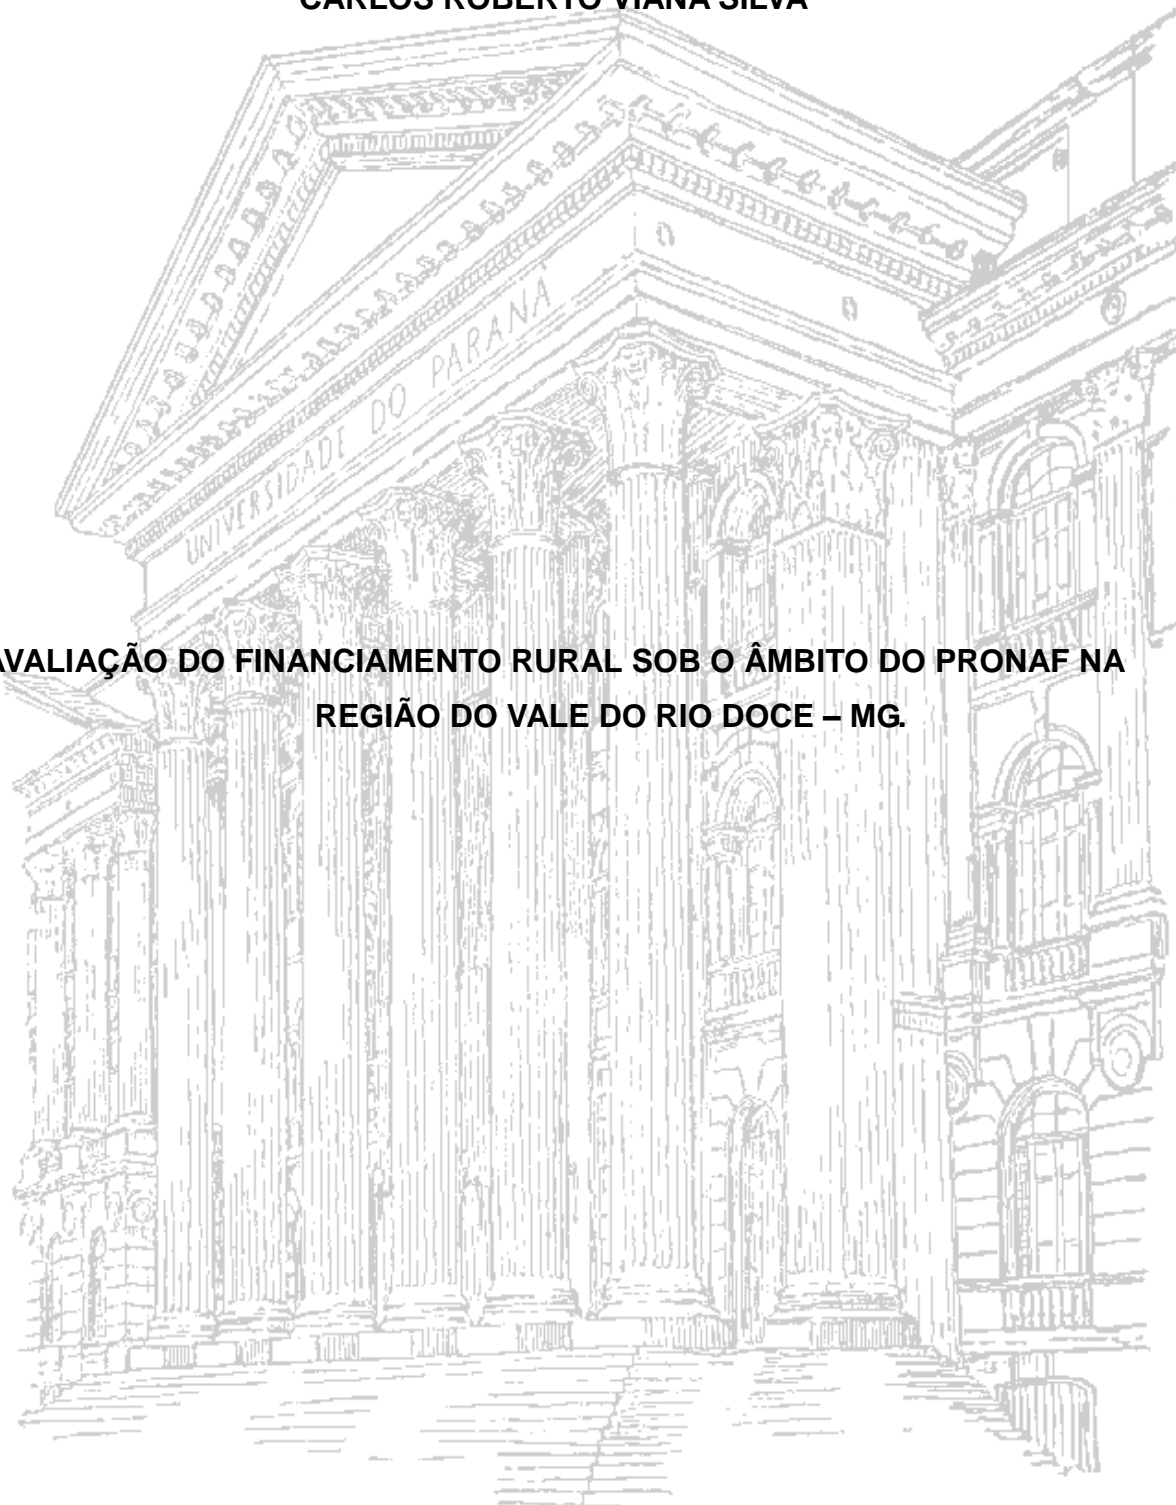 CARLOS ROBERTO VIANA SILVA
UNIVERSIDADE DO PARANÁ
AVALIAÇÃO DO FINANCIAMENTO RURAL SOB O ÂMBITO DO PRONAF NA
REGIÃO DO VALE DO RIO DOCE – MG.